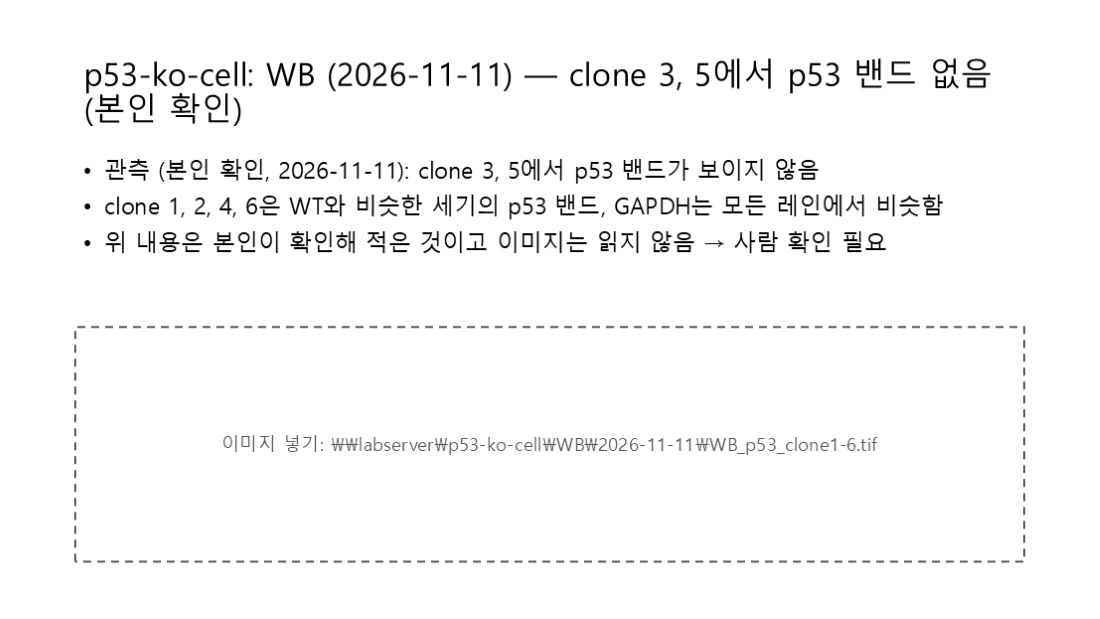 p53-ko-cell: WB (2026-11-11) — clone 3, 5에서 p53 밴드 없음
(본인 확인)
• 관측 (본인 확인, 2026-11-11): clone 3, 5에서 p53 밴드가 보이지 않음
• clone 1, 2, 4, 6은 WT와 비슷한 세기의 p53 밴드, GAPDH는 모든 레인에서 비슷함
• 위 내용은 본인이 확인해 적은 것이고 이미지는 읽지 않음 → 사람 확인 필요
이미지 넣기: ₩₩labserver₩p53-ko-cell₩WB₩2026-11-11₩WB_p53_clone1-6.tif